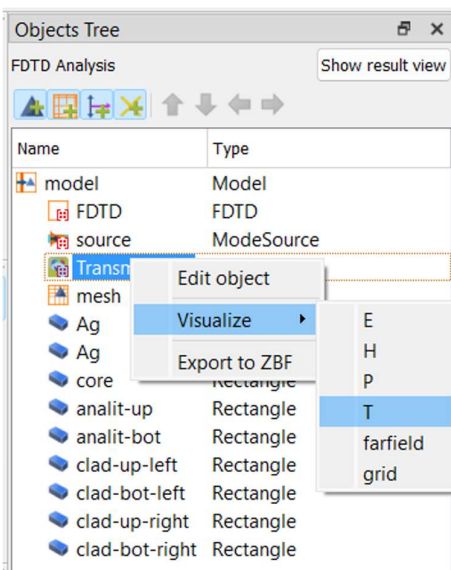 Objects Tree
FDTD Analysis Show result view
Name Type
model Model
FDTD FDTD
source ModeSource
Transm
mesh
Ag
Ag
core Rectangle
analit-up Rectangle
analit-bot Rectangle
clad-up-left Rectangle
clad-bot-left Rectangle
clad-up-right Rectangle
clad-bot-right Rectangle
Edit object
Visualize
Export to ZBF
E
H
P
T
farfield
grid